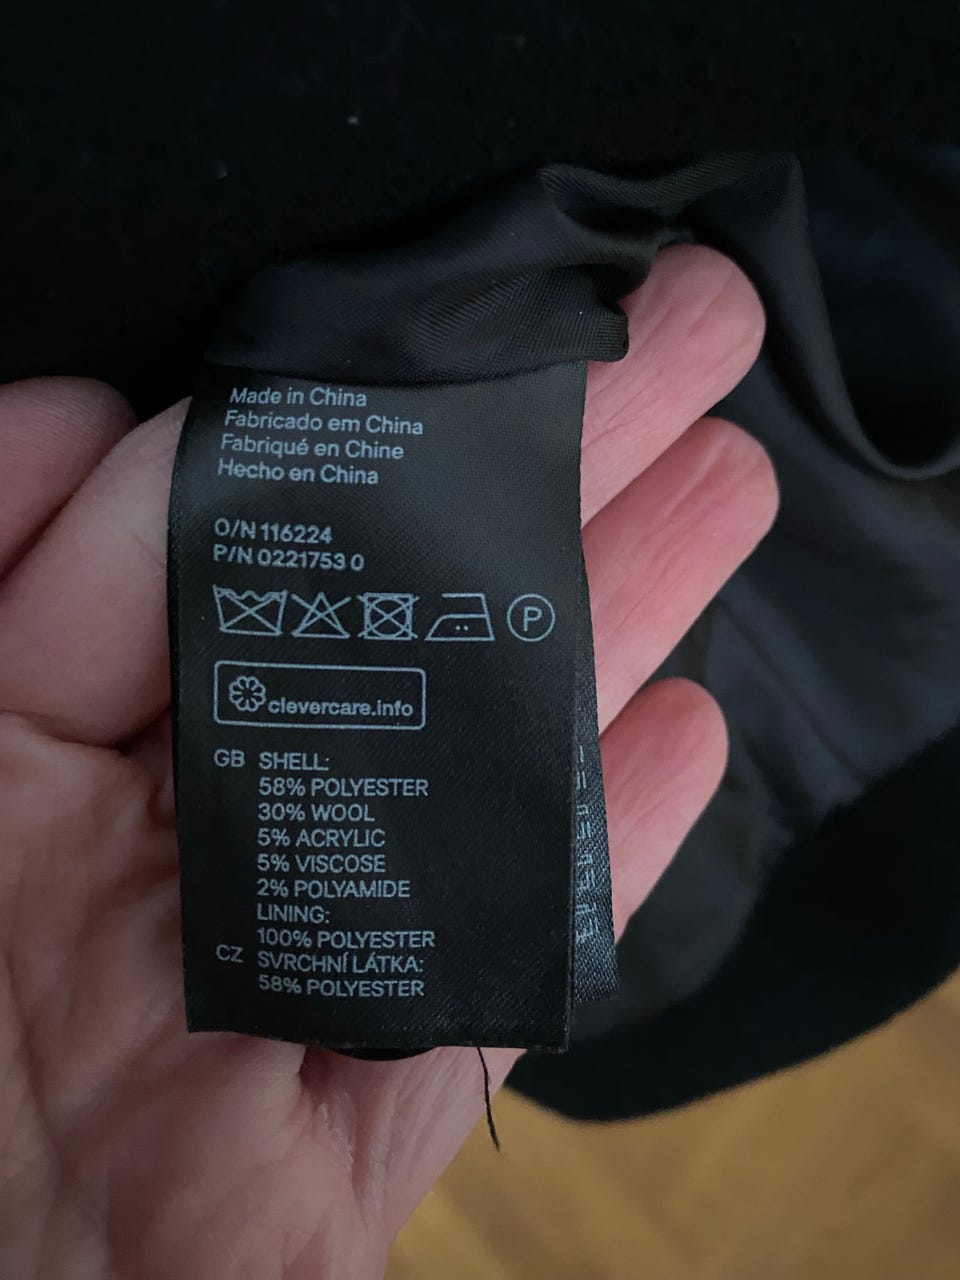 Made in China
Fabricado em China
Fabriqué en Chine
Hecho en China
O/N 116224
P/N 0221753 0
P
clevercare.info
GB SHELL:
58% POLYESTER
30% WOOL
5% ACRYLIC
5% VISCOSE
2% POLYAMIDE
LINING:
100% POLYESTER
CZ SVRCHNÍ LÁTKA:
58% POLYESTER